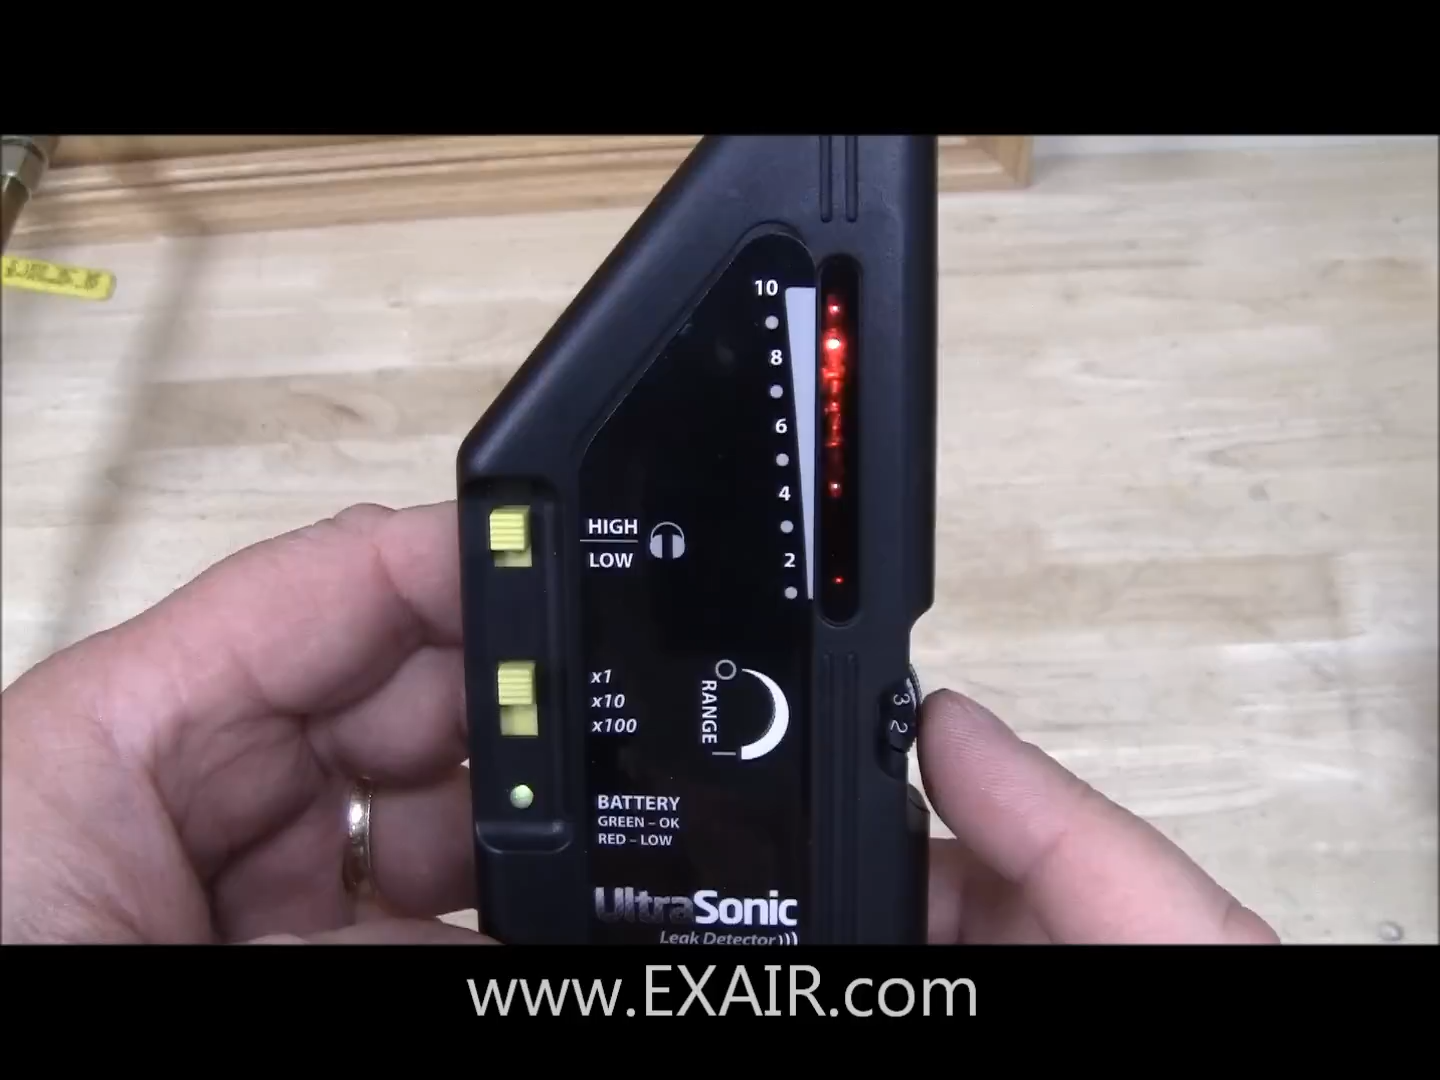 10
8
6
4
2
HIGH
LOW
x1
x10
x100
RANGE
3
2
BATTERY
GREEN – OK
RED – LOW
UltraSonic
Leak Detector)))
www.EXAIR.com